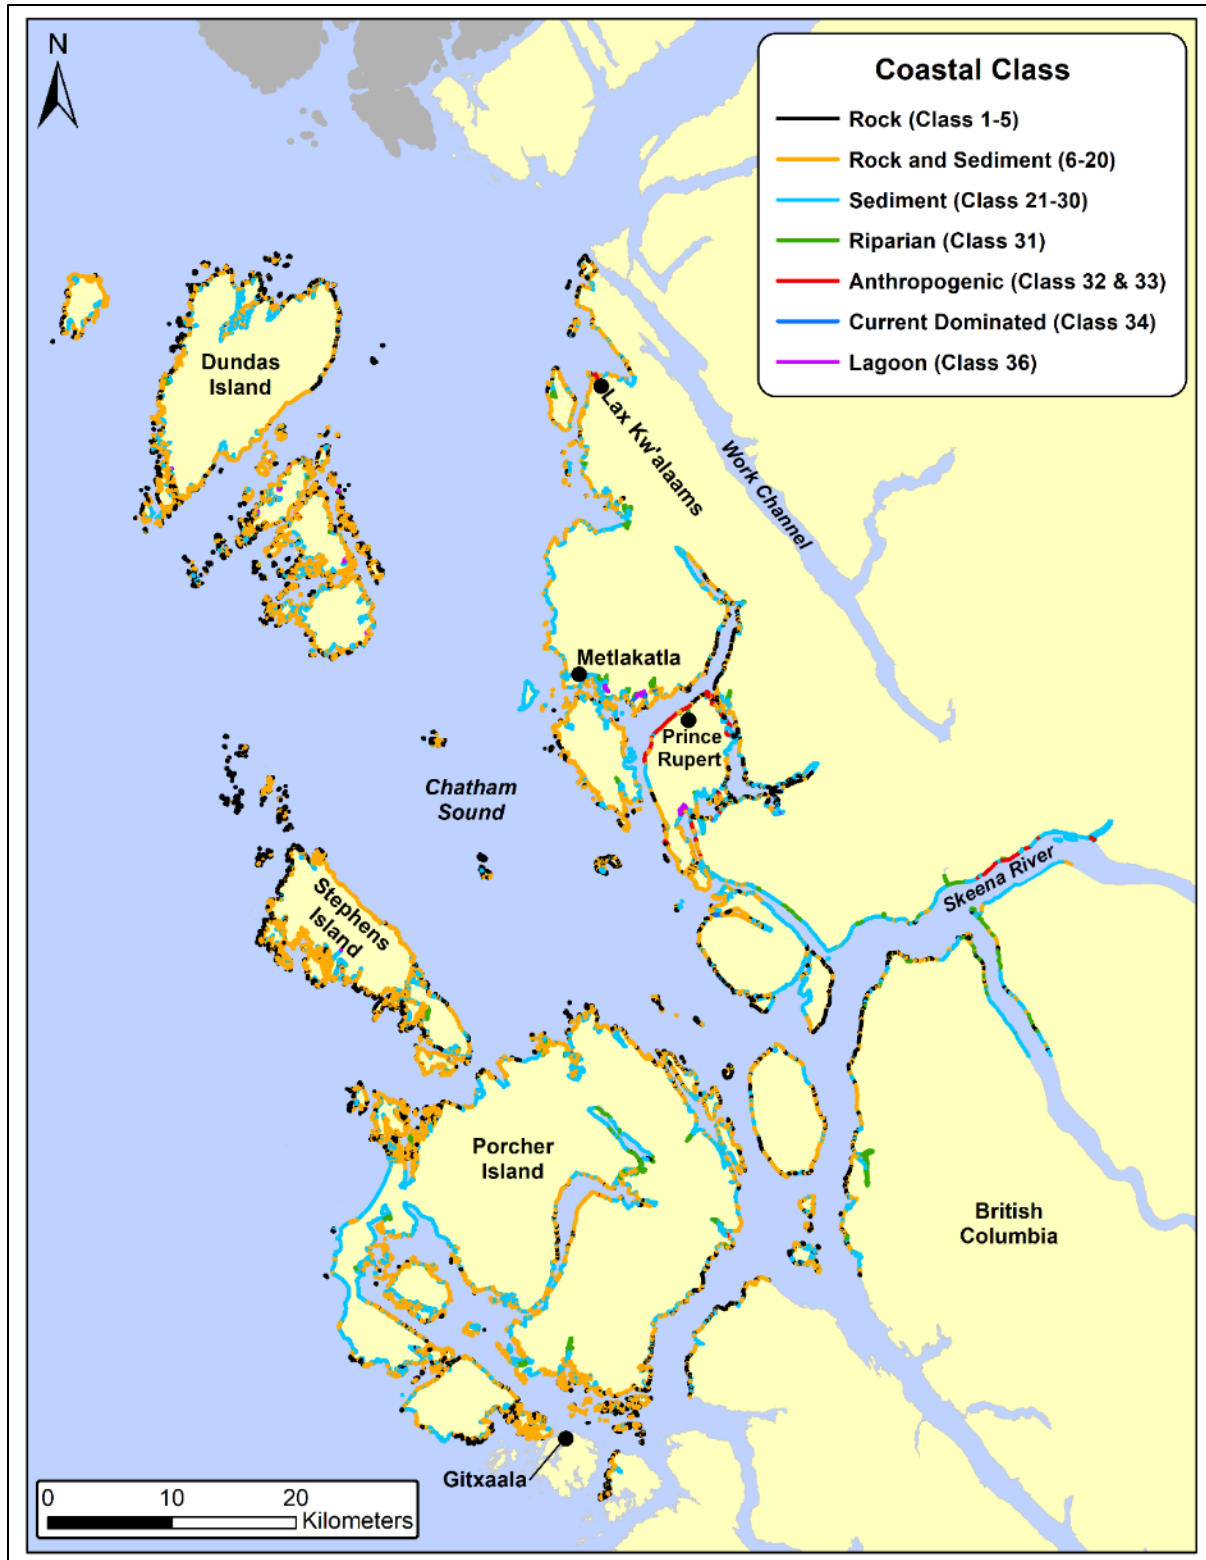 N
Coastal Class
Rock (Class 1-5)
Rock and Sediment (6-20)
Sediment (Class 21-30)
Riparian (Class 31)
Anthropogenic (Class 32 & 33)
Current Dominated (Class 34)
Lagoon (Class 36)
Dundas
Island
Lax Kw'alaams
Work Channel
Metlakatla
Prince
Rupert
Chatham
Sound
Skeena River
Stephens
Island
Porcher
Island
British
Columbia
Gitxaala
0 10 20
Kilometers